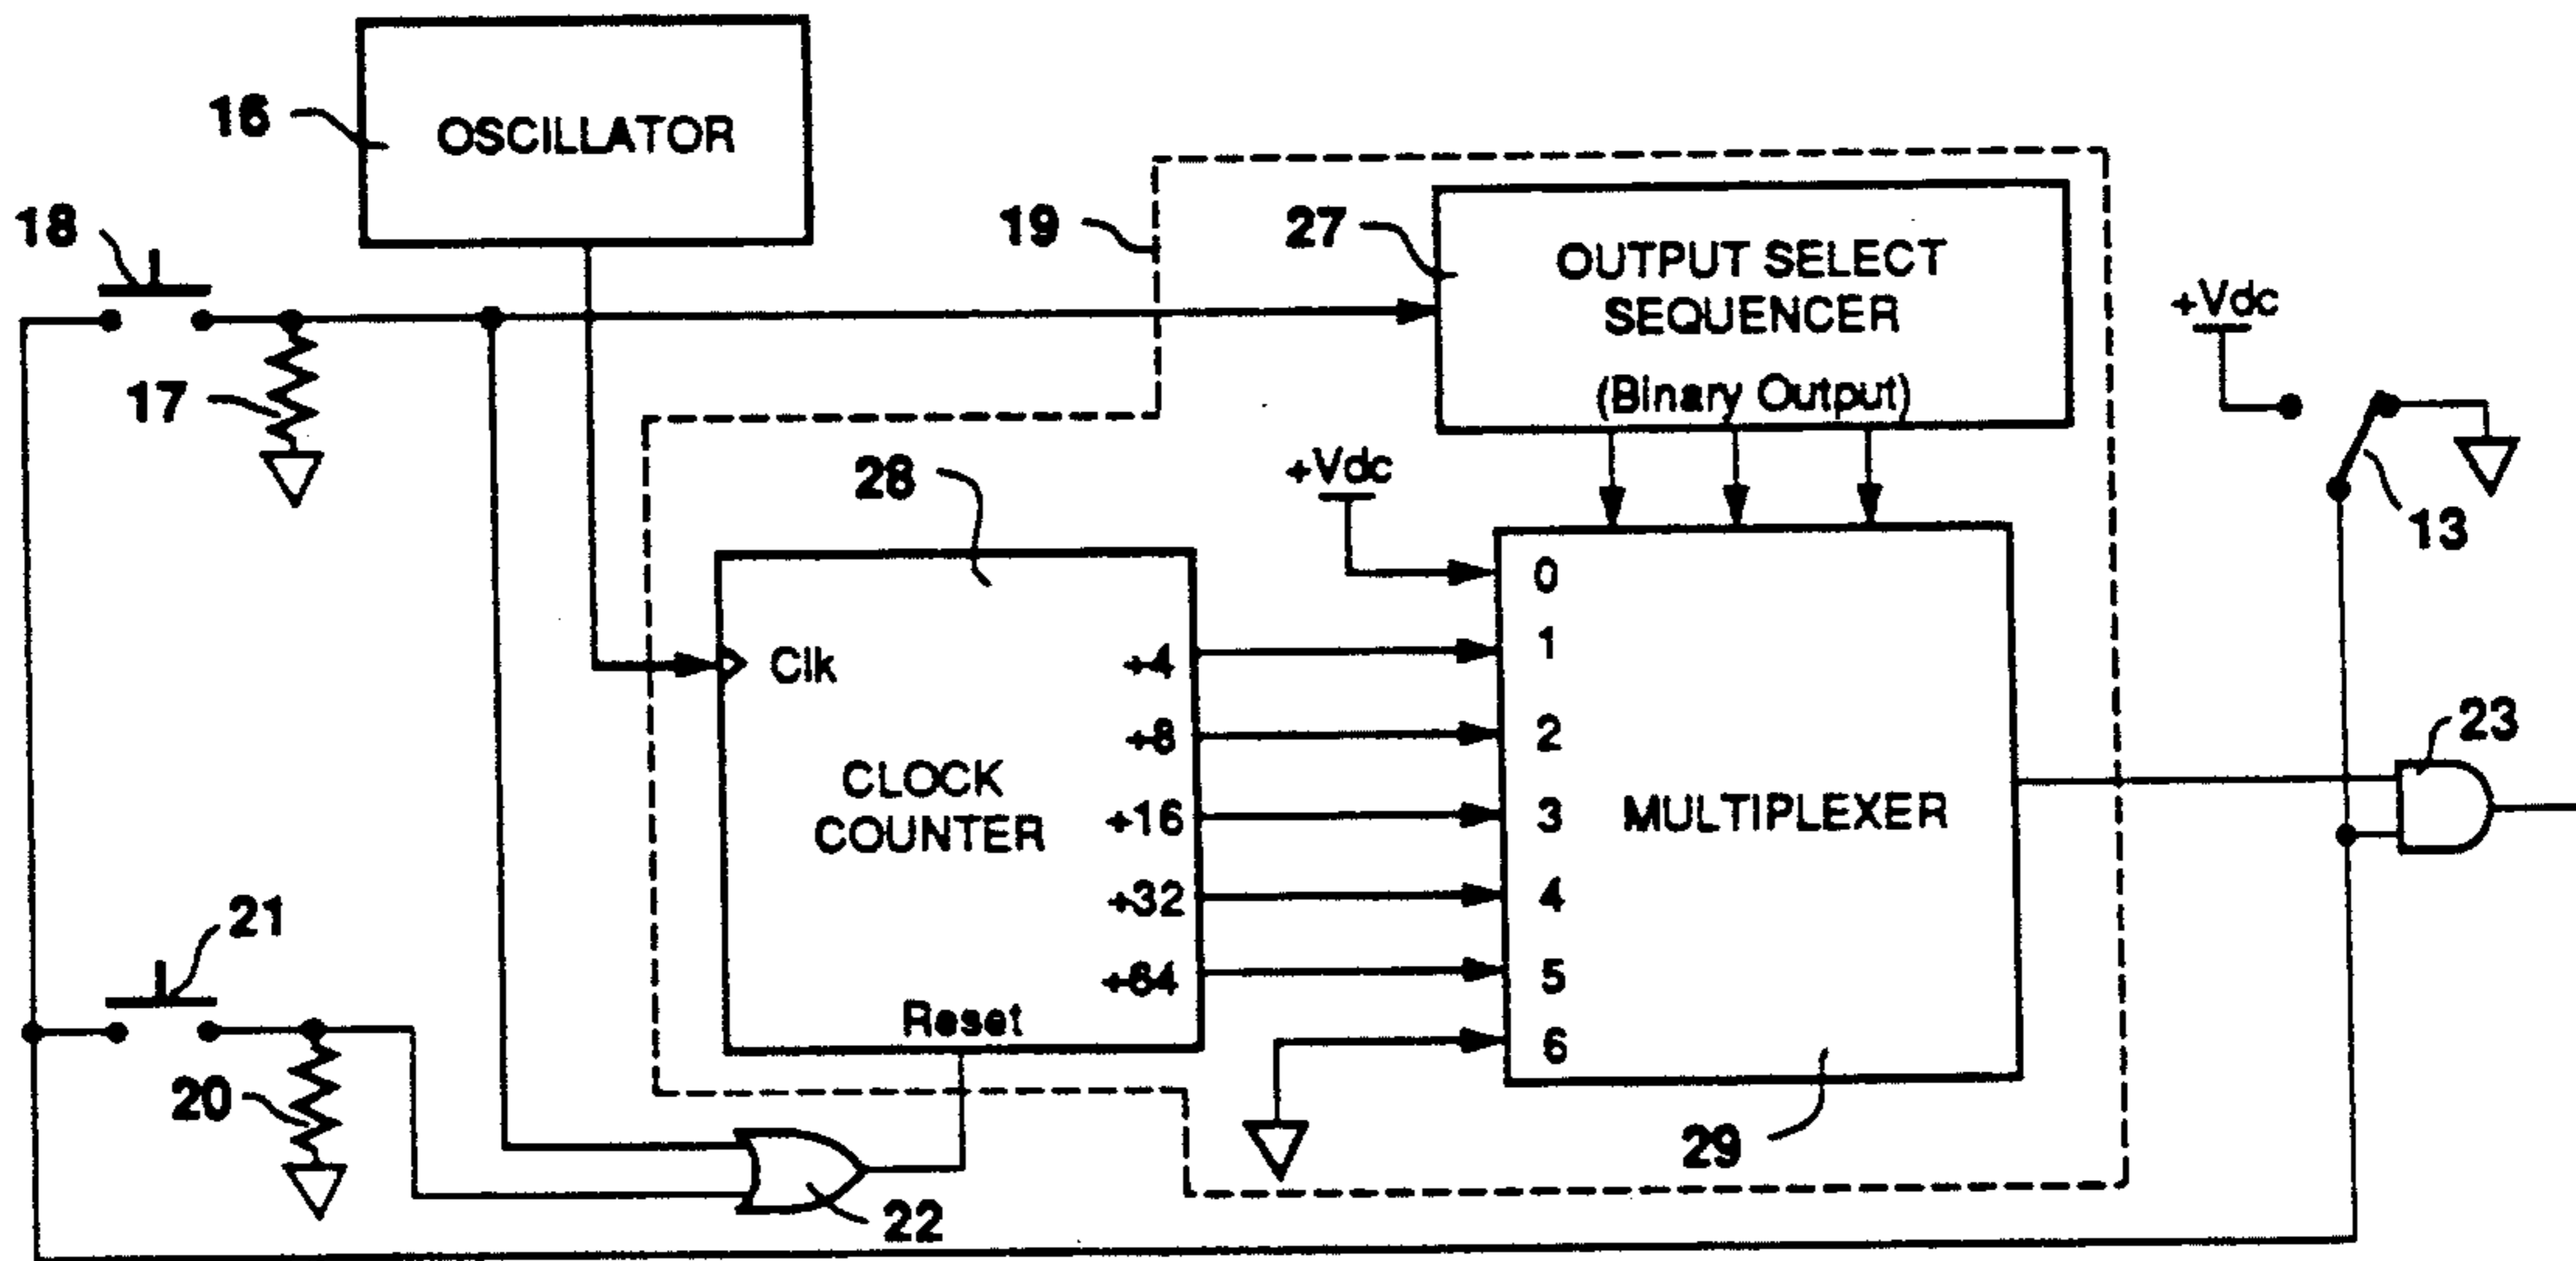 16
OSCILLATOR
18
19
27
OUTPUT SELECT
SEQUENCER
(Binary Output)
+Vdc
17
28
+Vdc
13
0
Clk
+4
1
+8
2
23
CLOCK
COUNTER
+16
3
MULTIPLEXER
+32
4
21
+64
5
Reset
6
20
29
22